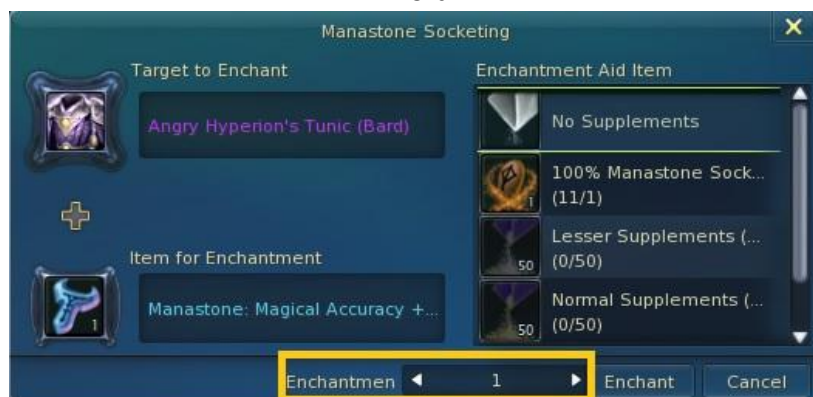 Manastone Socketing
Target to Enchant
Angry Hyperion's Tunic (Bard)
Item for Enchantment
1
Manastone: Magical Accuracy +...
Enchantment Aid Item
No Supplements
1
100% Manastone Sock...
(11/1)
50
Lesser Supplements (...
(0/50)
50
Normal Supplements (...
(0/50)
Enchantmen 1 Enchant Cancel